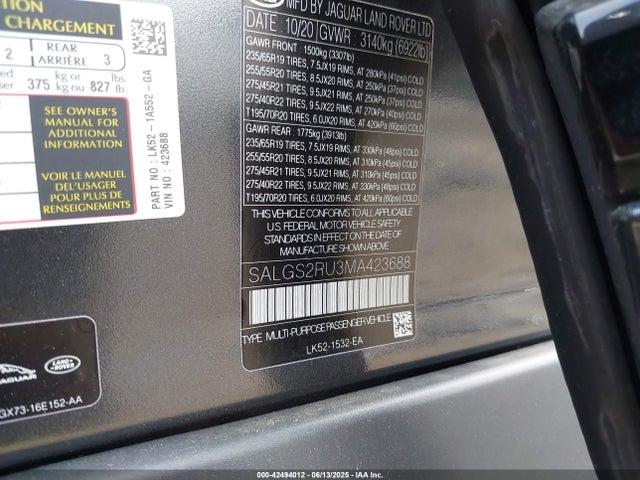 TION
CHARGEMENT
2 REAR 3
ARRIÈRE
375 kg or 827 lb.
kg ou lbs.
SEE OWNER'S
MANUAL FOR
ADDITIONAL
INFORMATION
VOIR LE MANUEL
DEL'USAGER
POUR PLUS DE
RENSEIGNEMENTS
PART NO : LK52 - 1A552 - GA
VIN NO : 423688
MFD BY JAGUAR LAND ROVER LTD
DATE : 10/20 GVWR : 3140kg (6922lb)
GAWR FRONT 1500kg (3307lb)
235/65R19 TIRES, 7.5JX19 RIMS, AT 280kPa (41psi) COLD
255/55R20 TIRES, 8.5JX20 RIMS, AT 250kPa (37psi) COLD
275/45R21 TIRES, 9.5JX21 RIMS, AT 250kPa (37psi) COLD
275/40R22 TIRES, 9.5JX22 RIMS, AT 270kPa (40psi) COLD
T195/70R20 TIRES, 6.0JX20 RIMS, AT 420kPa (60psi) COLD
GAWR REAR 1775kg (3913lb)
235/65R19 TIRES, 7.5JX19 RIMS, AT 330kPa (48psi) COLD
255/55R20 TIRES, 8.5JX20 RIMS, AT 310kPa (45psi) COLD
275/45R21 TIRES, 9.5JX21 RIMS, AT 310kPa (45psi) COLD
275/40R22 TIRES, 9.5JX22 RIMS, AT 330kPa (48psi) COLD
T195/70R20 TIRES, 6.0JX20 RIMS, AT 420kPa (60psi) COLD
THIS VEHICLE CONFORMS TO ALL APPLICABLE
U.S FEDERAL MOTOR VEHICLE SAFETY
STANDARDS IN EFFECT ON THE DATE OF
MANUFACTURE SHOWN ABOVE
SALGS2RU3MA423688
TYPE MULTI-PURPOSE PASSENGER VEHICLE
LK52-1532-EA
JAGUAR
LAND ROVER
GX73-16E152-AA
000-42494012 - 06/13/2025 - IAAI COPYRIGHT